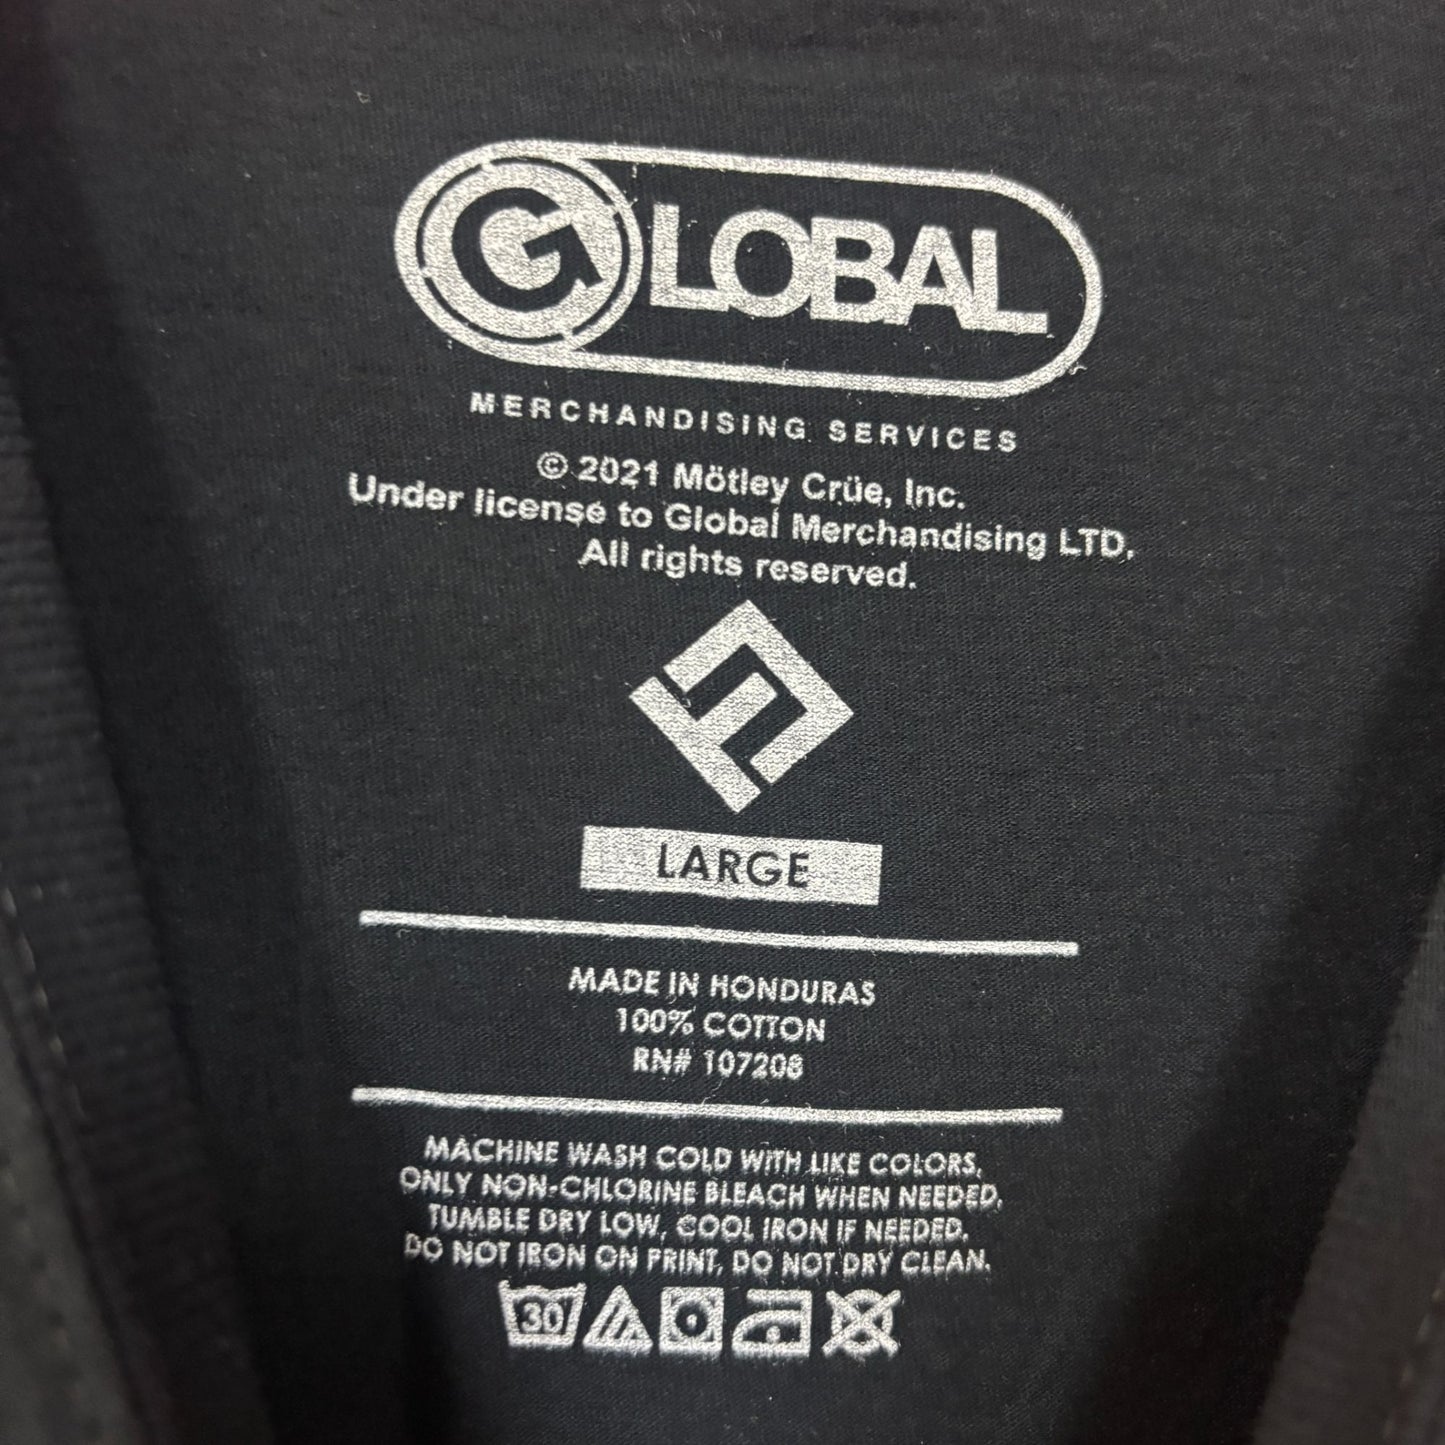 GLOBAL
MERCHANDISING SERVICES
© 2021 Mötley Crüe, Inc.
Under license to Global Merchandising LTD.
All rights reserved.
LARGE
MADE IN HONDURAS
100% COTTON
RN# 107208
MACHINE WASH COLD WITH LIKE COLORS,
ONLY NON-CHLORINE BLEACH WHEN NEEDED,
TUMBLE DRY LOW, COOL IRON IF NEEDED.
DO NOT IRON ON PRINT, DO NOT DRY CLEAN.
30